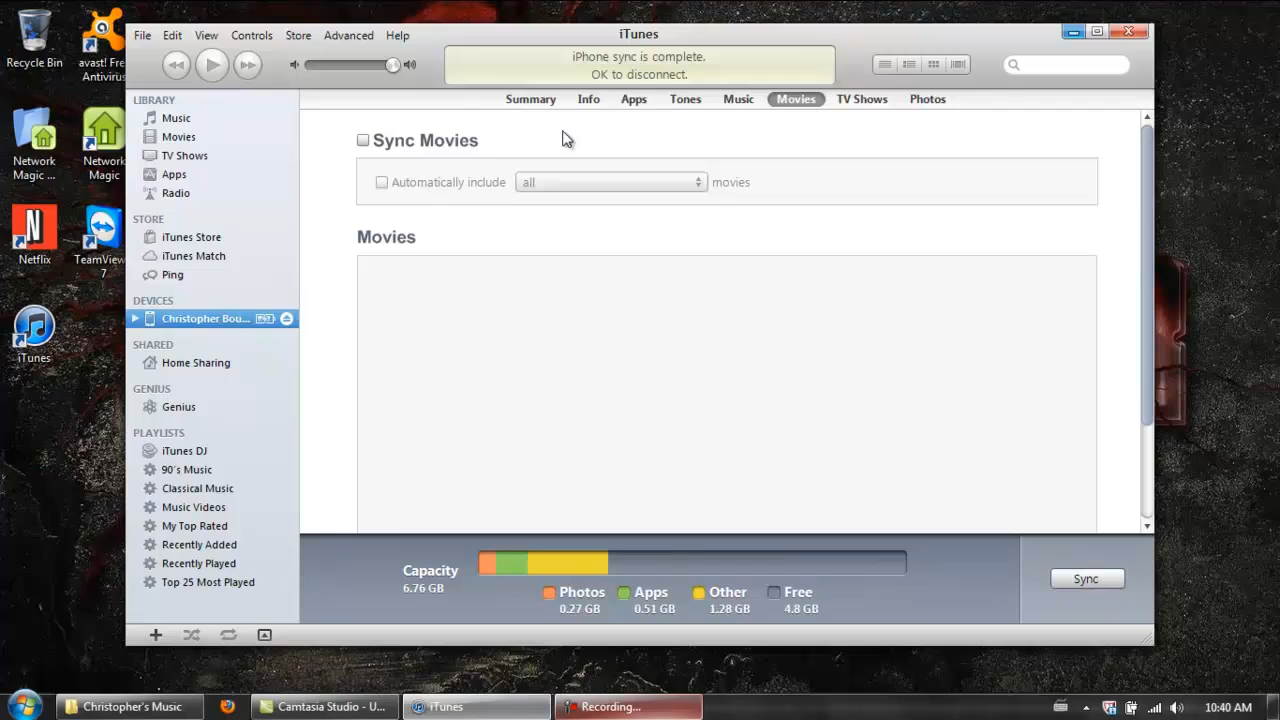 Recycle Bin
avast! Fre...
Antivirus
Network
Magic ...
Network
Magic
Netflix
TeamView
7
iTunes
File Edit View Controls Store Advanced Help
iTunes
iPhone sync is complete.
OK to disconnect.
Summary Info Apps Tones Music Movies TV Shows Photos
LIBRARY
Music
Movies
TV Shows
Apps
Radio
STORE
iTunes Store
iTunes Match
Ping
DEVICES
Christopher Bou...
SHARED
Home Sharing
GENIUS
Genius
PLAYLISTS
iTunes DJ
90's Music
Classical Music
Music Videos
My Top Rated
Recently Added
Recently Played
Top 25 Most Played
Sync Movies
Automatically include all movies
Movies
Capacity
6.76 GB
Photos
0.27 GB
Apps
0.51 GB
Other
1.28 GB
Free
4.8 GB
Sync
Christopher's Music
Camtasia Studio - U...
iTunes
Recording...
10:40 AM